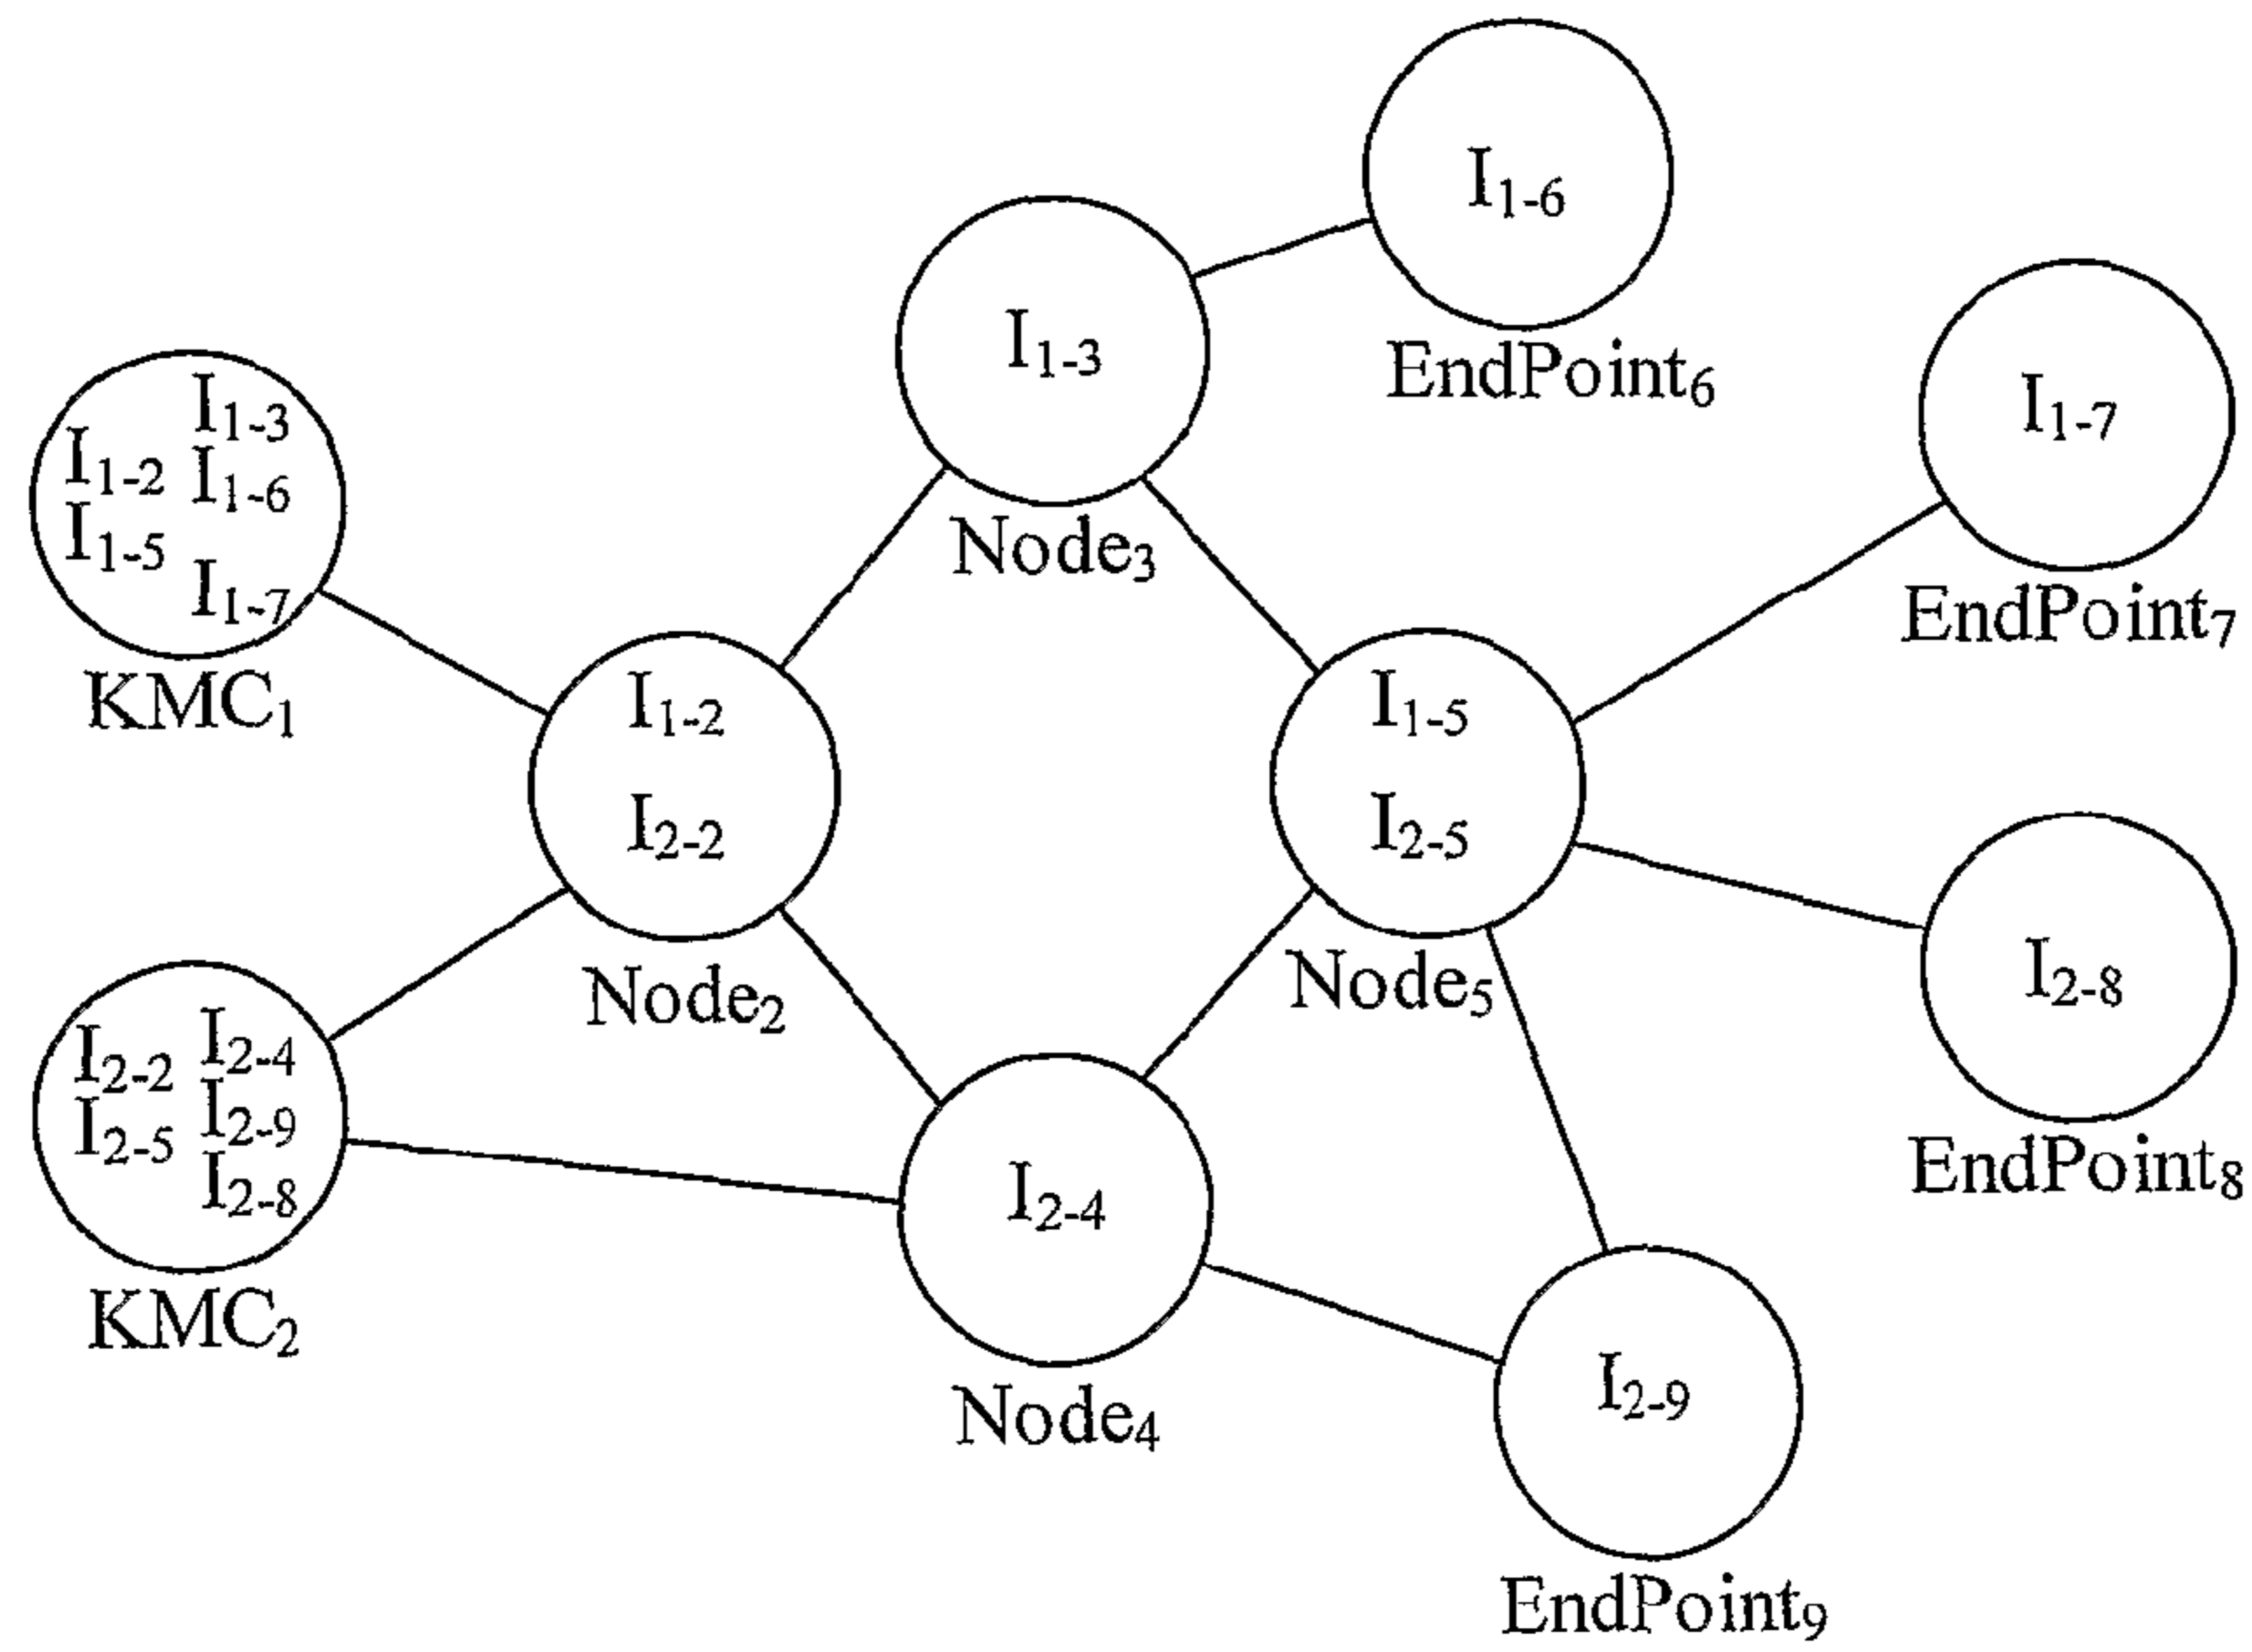 I₁₋₆
EndPoint₆
I₁₋₃
Node₃
I₁₋₇
EndPoint₇
I₁₋₃
I₁₋₂ I₁₋₆
I₁₋₅
I₁₋₇
KMC₁
I₁₋₂
I₂₋₂
Node₂
I₁₋₅
I₂₋₅
Node₅
I₂₋₈
EndPoint₈
I₂₋₂ I₂₋₄
I₂₋₅ I₂₋₉
I₂₋₈
KMC₂
I₂₋₄
Node₄
I₂₋₉
EndPoint₉